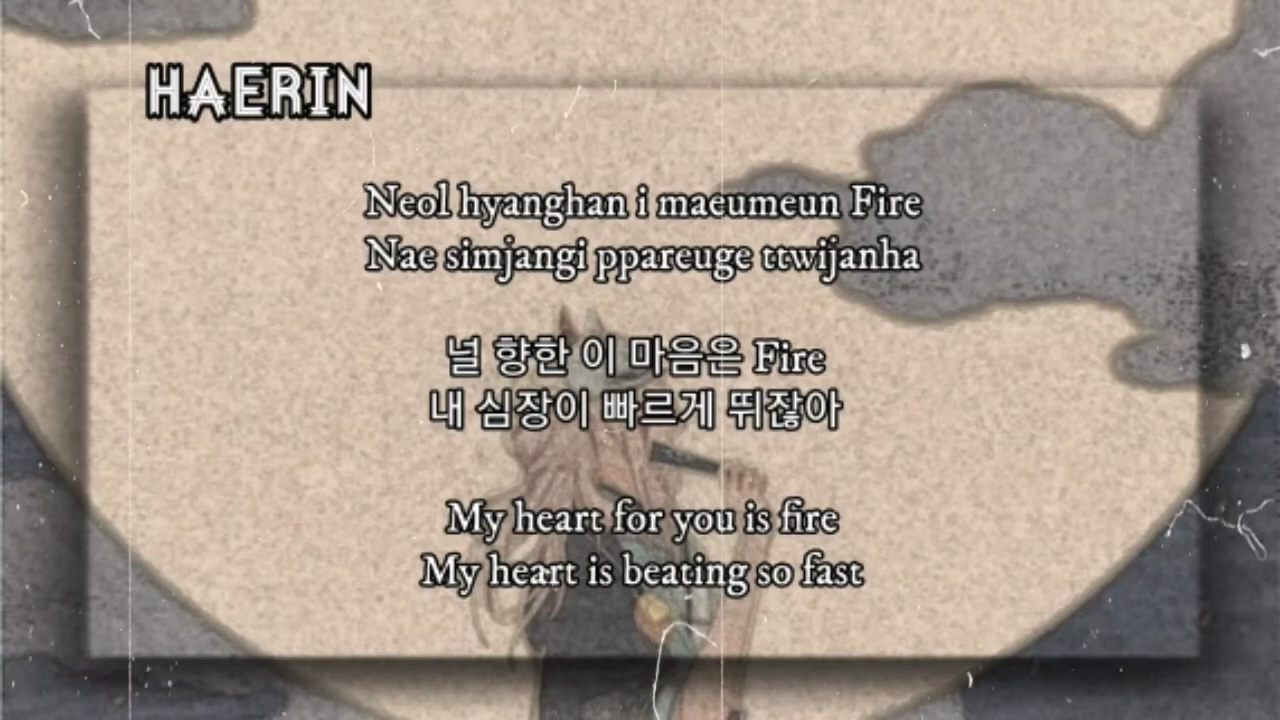 HAERIN
Neol hyanghan i maeumeun Fire
Nae simjangi ppareuge ttwijanha
널 향한 이 마음은 Fire
내 심장이 빠르게 뛰잖아
My heart for you is fire
My heart is beating so fast